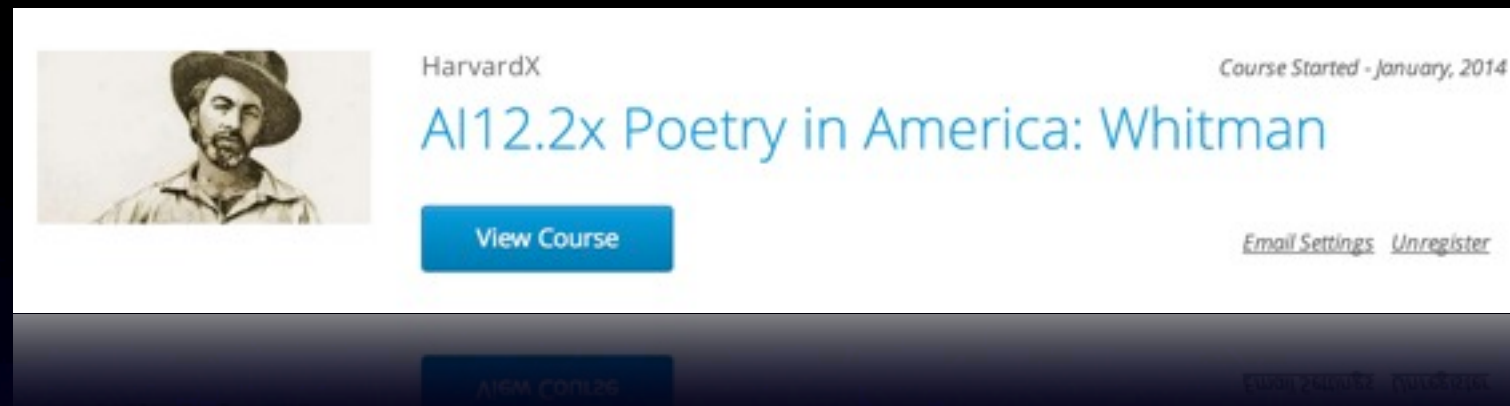 HarvardX
Course Started - January, 2014
AI12.2x Poetry in America: Whitman
View Course
Email Settings Unregister